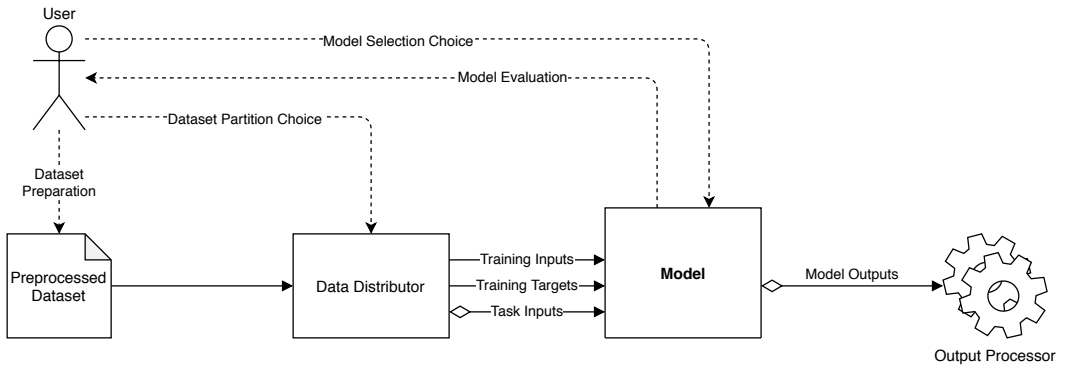 User
Model Selection Choice
Model Evaluation
Dataset Partition Choice
Dataset
Preparation
Preprocessed
Dataset
Data Distributor
Training Inputs
Training Targets
Task Inputs
Model
Model Outputs
Output Processor